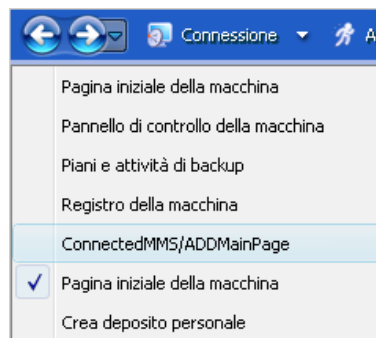 Connessione A
Pagina iniziale della macchina
Pannello di controllo della macchina
Piani e attività di backup
Registro della macchina
ConnectedMMS/ADDMainPage
Pagina iniziale della macchina
Crea deposito personale